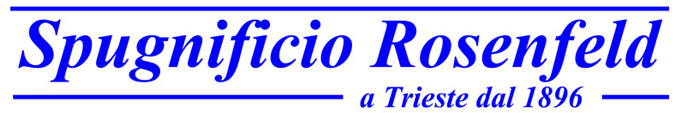 Spugnificio Rosenfeld
a Trieste dal 1896